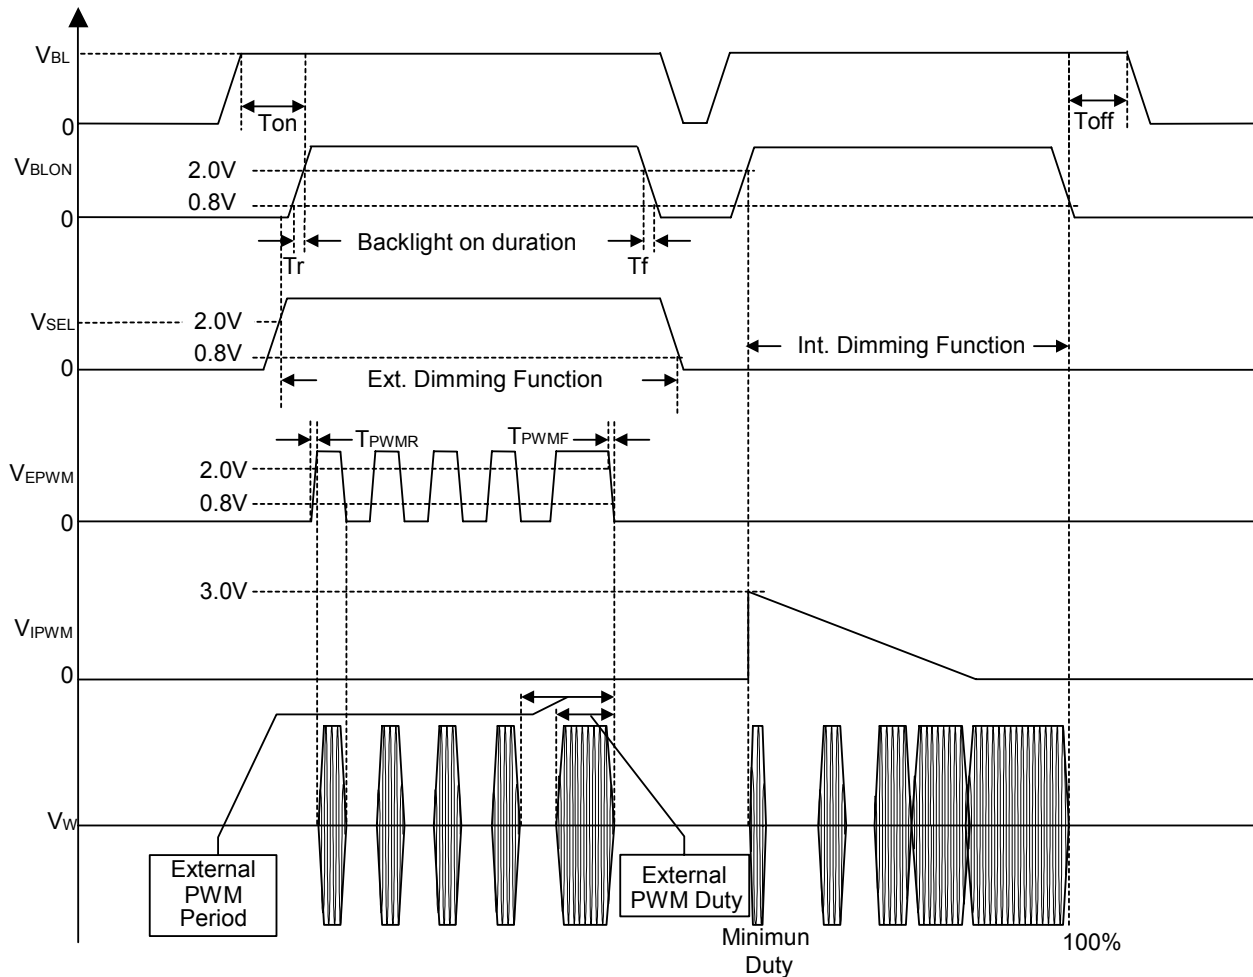 VBL
0
Ton
Toff
VBLON
2.0V
0.8V
0
Backlight on duration
Tr
Tf
VSEL
2.0V
0.8V
0
Int. Dimming Function
Ext. Dimming Function
TPWMR
TPWMF
VEPWM
2.0V
0.8V
0
3.0V
VIPWM
0
VW
External
PWM
Period
External
PWM Duty
Minimun
Duty
100%